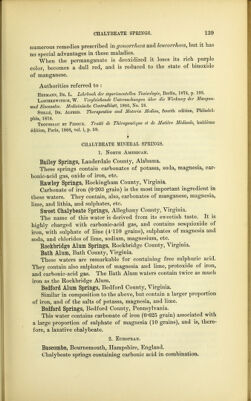 CHALYBEATE SPRINGS. 139
numerous remedies prescribed in gonorrhœa and leucorrhœa, but it has
no special advantages in these maladies.
When the permanganate is deoxidized it loses its rich purple
color, becomes a dull red, and is reduced to the state of binoxide
of manganese.
Authorities referred to :
Hermann, Dr. L. Lehrbuch der experimentellen Toxicologie, Berlin, 1874, p. 188.
Laschkewitsch, W. Vergleichende Untersuchungen über die Wirkung der Mangan-
und Eisensalze. Medizinische Centralblatt, 1866, No. 24.
Stillé, Dr. Alfred. Therapeutics and Materia Medica, fourth edition, Philadel-
phia, 1874.
Trousseau et Pidoux. Traité de Thérapeutique et de Matière Médicale, huitième
édition, Paris, 1868, vol. i, p. 10.
CHALYBEATE MINERAL SPRINGS.
1. North American.
Bailey Springs, Lauderdale County, Alabama.
These springs contain carbonates of potassa, soda, magnesia, car-
bonic-acid gas, oxide of iron, etc.
Rawley Springs, Rockingham County, Virginia.
Carbonate of iron (0·203 grain) is the most important ingredient in
these waters. They contain, also, carbonates of manganese, magnesia,
lime, and lithia, and sulphates, etc.
Sweet Chalybeate Springs, Alleghany County, Virginia.
The name of this water is derived from its sweetish taste. It is
highly charged with carbonic-acid gas, and contains sesquioxide of
iron, with sulphate of lime (4·110 grains), sulphates of magnesia and
soda, and chlorides of lime, sodium, magnesium, etc.
Rockbridge Alum Springs, Rockbridge County, Virginia.
Bath Alum, Bath County, Virginia.
These waters are remarkable for containing free sulphuric acid.
They contain also sulphates of magnesia and lime, protoxide of iron,
and carbonic-acid gas. The Bath Alum waters contain twice as much
iron as the Rockbridge Alum.
Bedford Alum Springs, Bedford County, Virginia.
Similar in composition to the above, but contain a larger proportion
of iron, and of the salts of potassa, magnesia, and lime.
Bedford Springs, Bedford County, Pennsylvania.
This water contains carbonate of iron (0·625 grain) associated with
a large proportion of sulphate of magnesia (10 grains), and is, there-
fore, a laxative chalybeate.
2. European.
Buscombe, Bournemouth, Hampshire, England.
Chalybeate springs containing carbonic acid in combination.